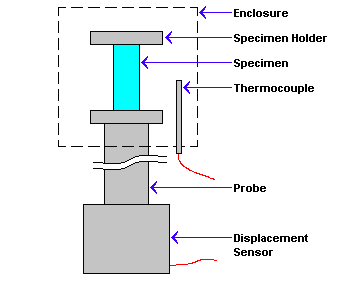 Enclosure
Specimen Holder
Specimen
Thermocouple
Probe
Displacement
Sensor